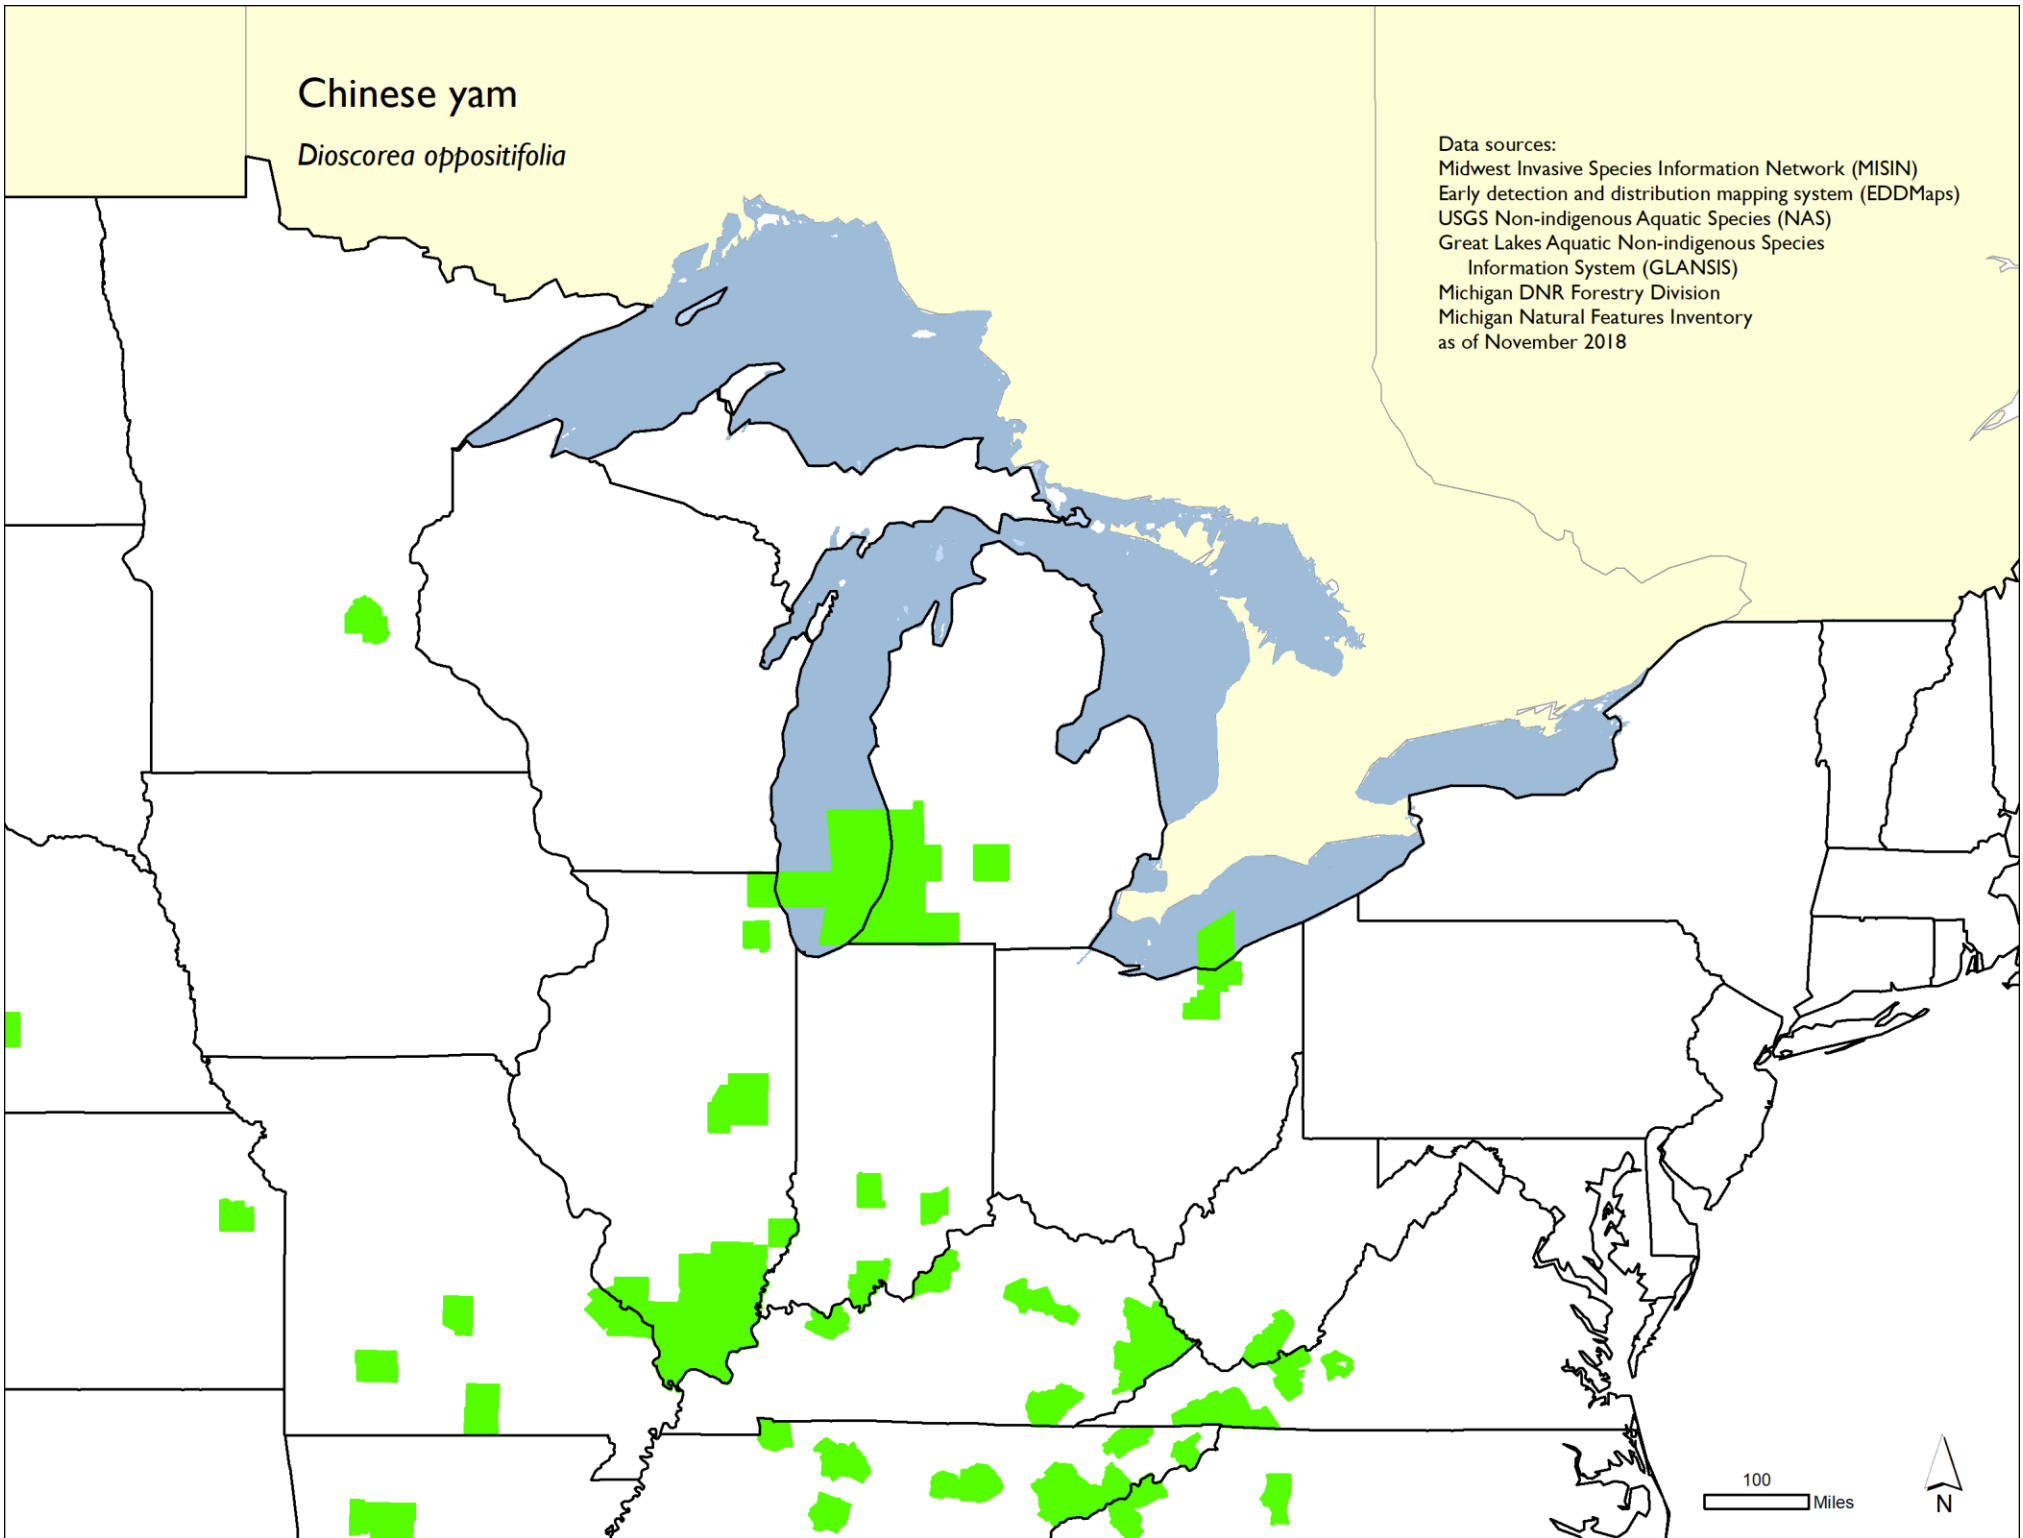 Chinese yam
Dioscorea oppositifolia
Data sources:
Midwest Invasive Species Information Network (MISIN)
Early detection and distribution mapping system (EDDMaps)
USGS Non-indigenous Aquatic Species (NAS)
Great Lakes Aquatic Non-indigenous Species
Information System (GLANSIS)
Michigan DNR Forestry Division
Michigan Natural Features Inventory
as of November 2018
100
Miles
N